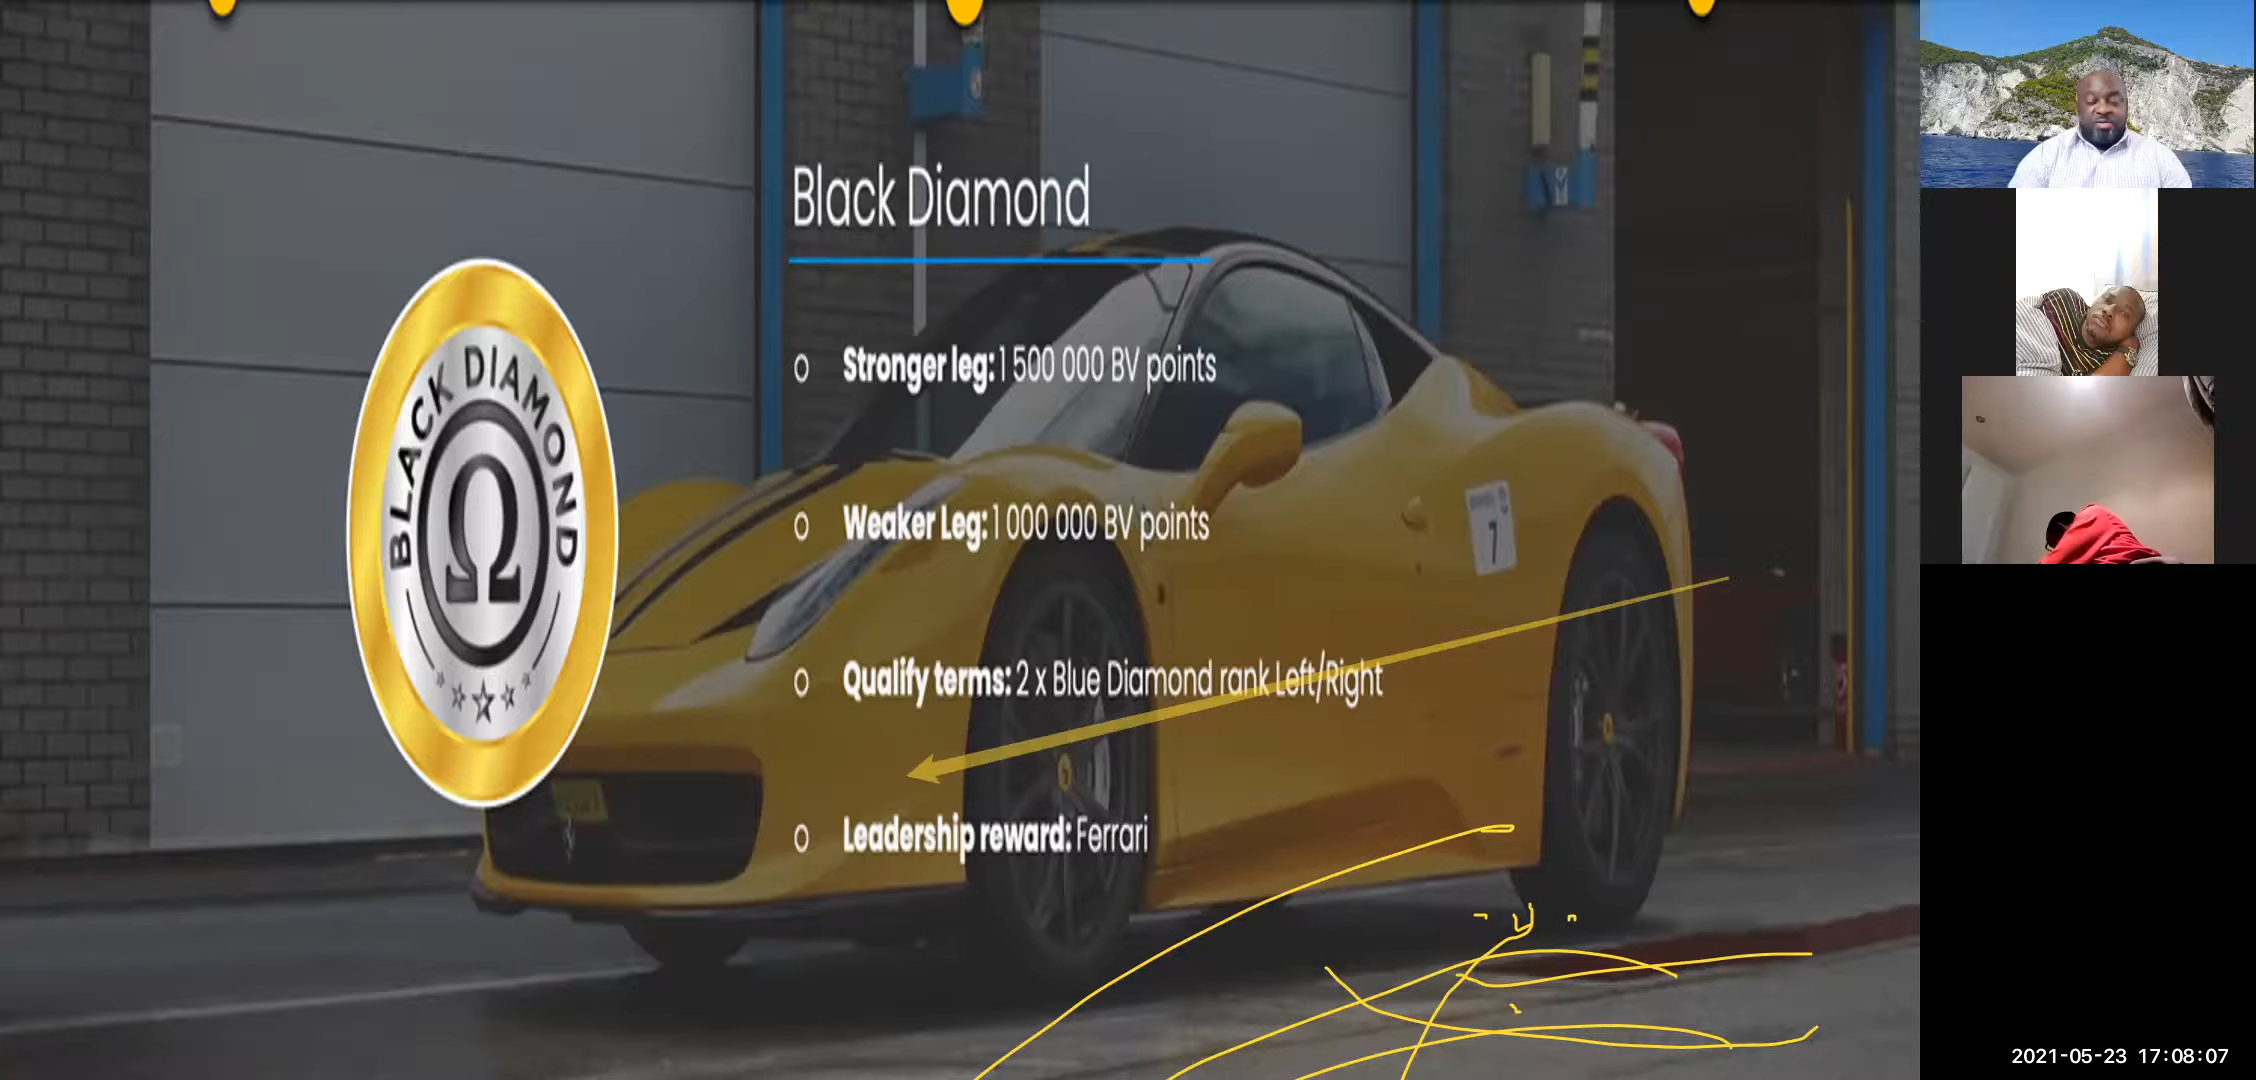 Black Diamond
BLACK DIAMOND
Ω
Stronger leg: 1 500 000 BV points
Weaker Leg: 1 000 000 BV points
7
Qualify terms: 2 x Blue Diamond rank Left/Right
Leadership reward: Ferrari
2021-05-23 17:08:07